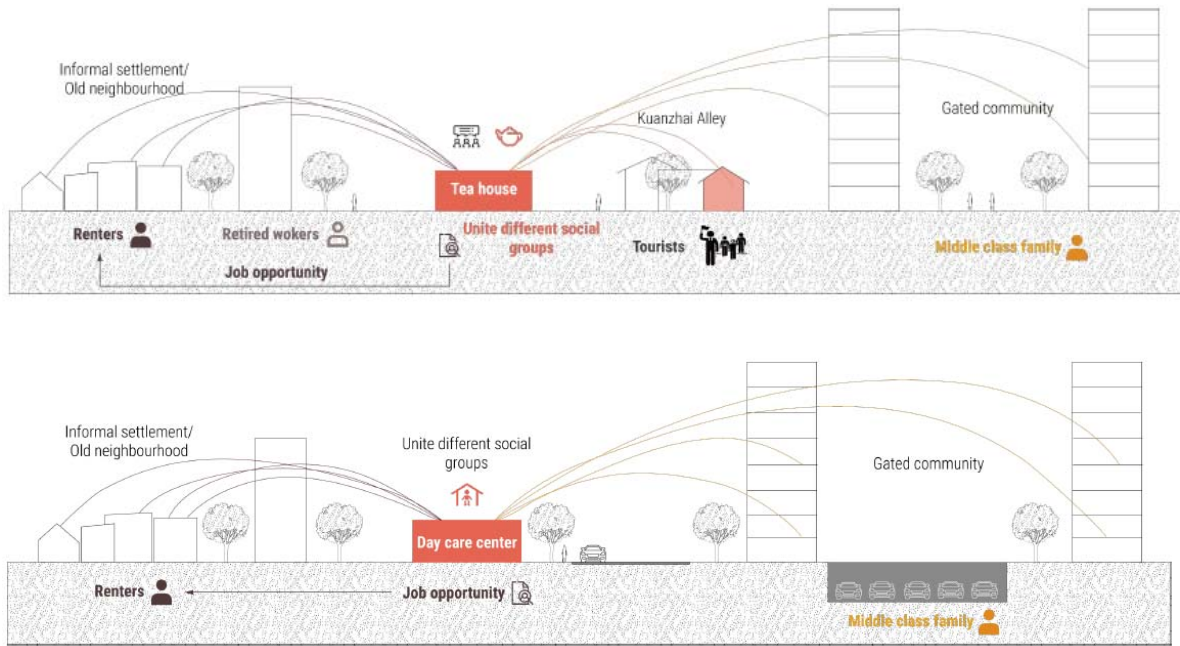 Informal settlement/
Old neighbourhood
Kuanzhai Alley
Gated community
Tea house
Renters
Retired wokers
Unite different social
groups
Tourists
Middle class family
Job opportunity
Informal settlement/
Old neighbourhood
Unite different social
groups
Gated community
Day care center
Renters
Job opportunity
Middle class family